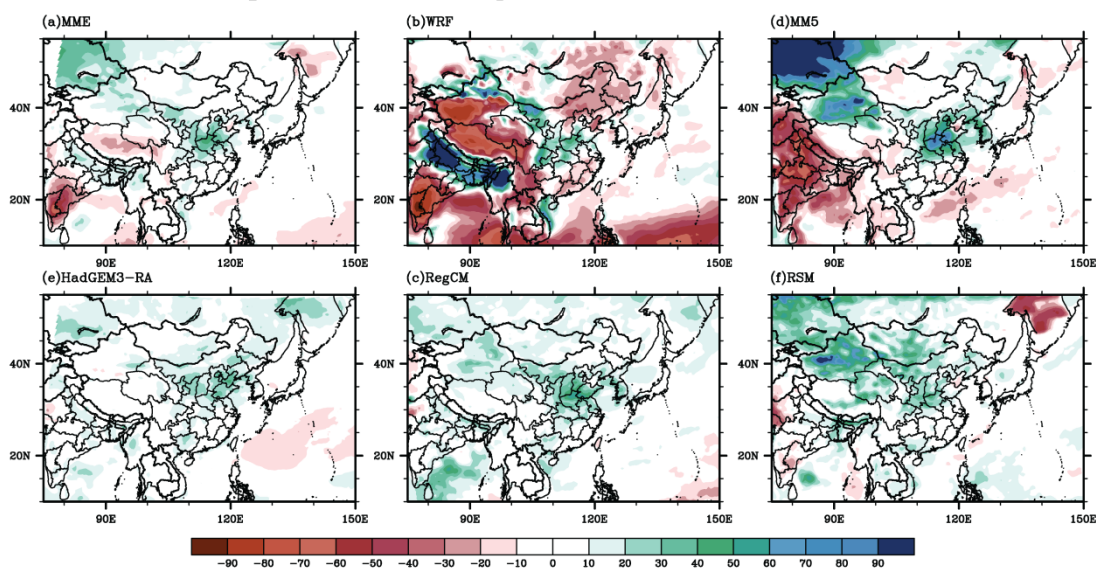 (a)MME (b)WRF (d)MM5
40N 40N 40N
20N 20N 20N
90E 120E 150E 90E 120E 150E 90E 120E 150E
(e)HadGEM3-RA (c)RegCM (f)RSM
40N 40N 40N
20N 20N 20N
90E 120E 150E 90E 120E 150E 90E 120E 150E
-90 -80 -70 -60 -50 -40 -30 -20 -10 0 10 20 30 40 50 60 70 80 90